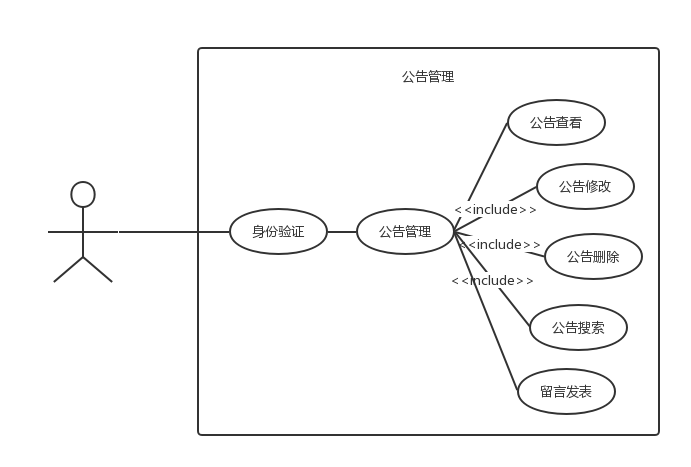 公告管理
公告查看
公告修改
<<include>>
身份验证
公告管理
<<include>>
公告删除
<<include>>
公告搜索
留言发表